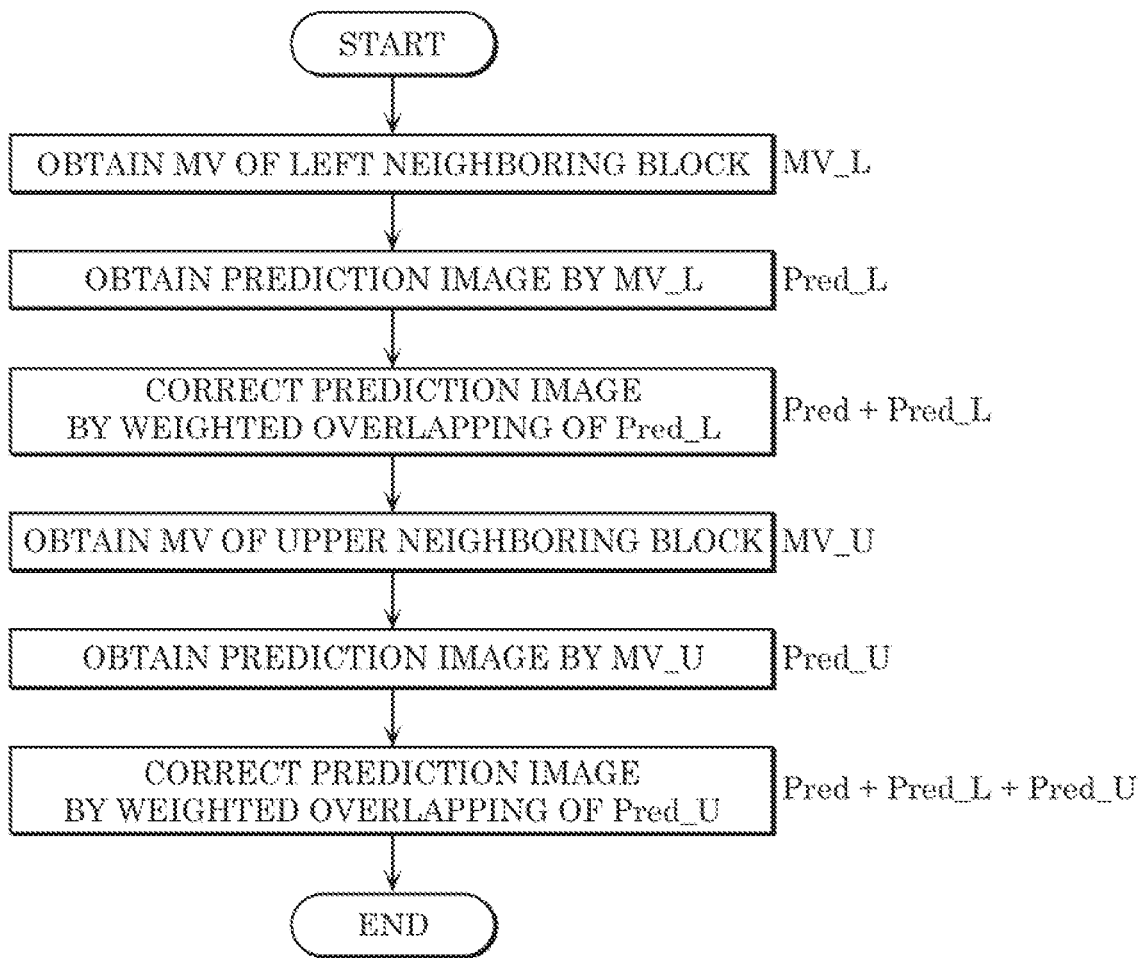 START
OBTAIN MV OF LEFT NEIGHBORING BLOCK MV_L
OBTAIN PREDICTION IMAGE BY MV_L Pred_L
CORRECT PREDICTION IMAGE
BY WEIGHTED OVERLAPPING OF Pred_L
Pred + Pred_L
OBTAIN MV OF UPPER NEIGHBORING BLOCK MV_U
OBTAIN PREDICTION IMAGE BY MV_U Pred_U
CORRECT PREDICTION IMAGE
BY WEIGHTED OVERLAPPING OF Pred_U
Pred + Pred_L + Pred_U
END